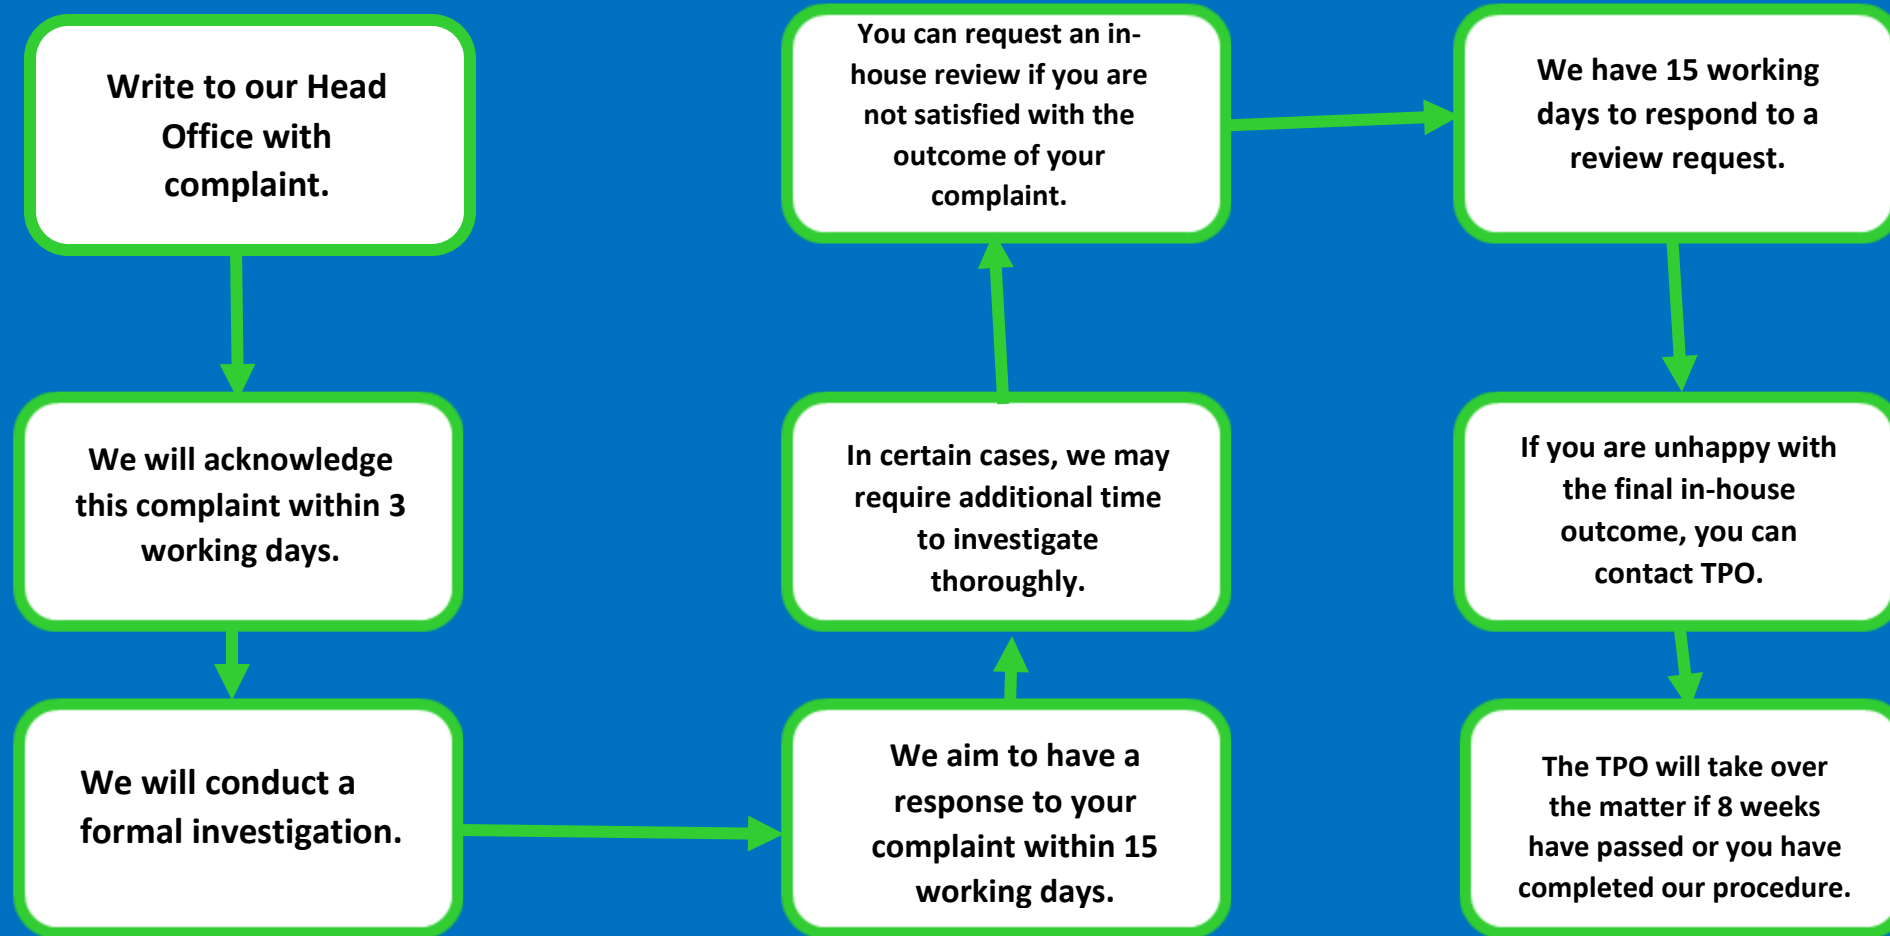 Write to our Head
Office with
complaint.
We will acknowledge
this complaint within 3
working days.
We will conduct a
formal investigation.
We aim to have a
response to your
complaint within 15
working days.
In certain cases, we may
require additional time
to investigate
thoroughly.
You can request an in-
house review if you are
not satisfied with the
outcome of your
complaint.
We have 15 working
days to respond to a
review request.
If you are unhappy with
the final in-house
outcome, you can
contact TPO.
The TPO will take over
the matter if 8 weeks
have passed or you have
completed our procedure.